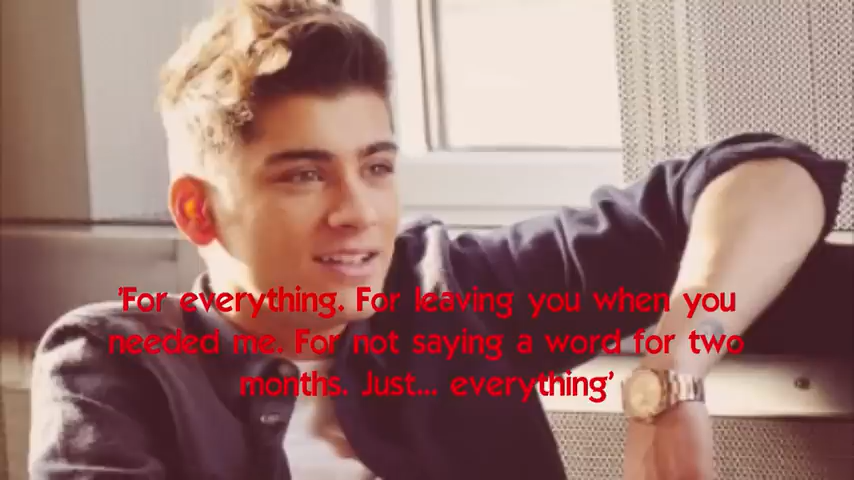 'For everything. For leaving you when you
needed me. For not saying a word for two
months. Just... everything'